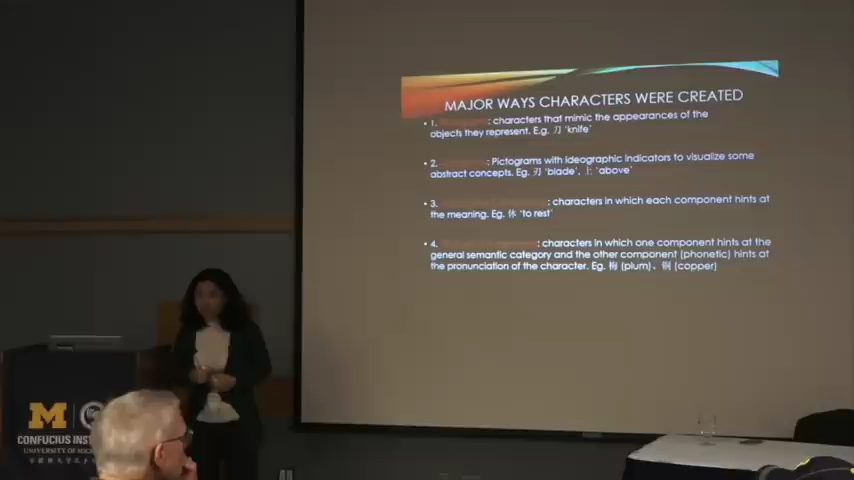 MAJOR WAYS CHARACTERS WERE CREATED
• 1. : characters that mimic the appearances of the
objects they represent. E.g. 刀 'knife'
• 2. : Pictograms with ideographic indicators to visualize some
abstract concepts. Eg. 刃 'blade', 上 'above'
• 3. : characters in which each component hints at
the meaning. Eg. 休 'to rest'
• 4. : characters in which one component hints at the
general semantic category and the other component (phonetic) hints at
the pronunciation of the character. Eg. 梅 (plum)、銅 (copper)
M
CONFUCIUS INST
UNIVERSITY OF MICH